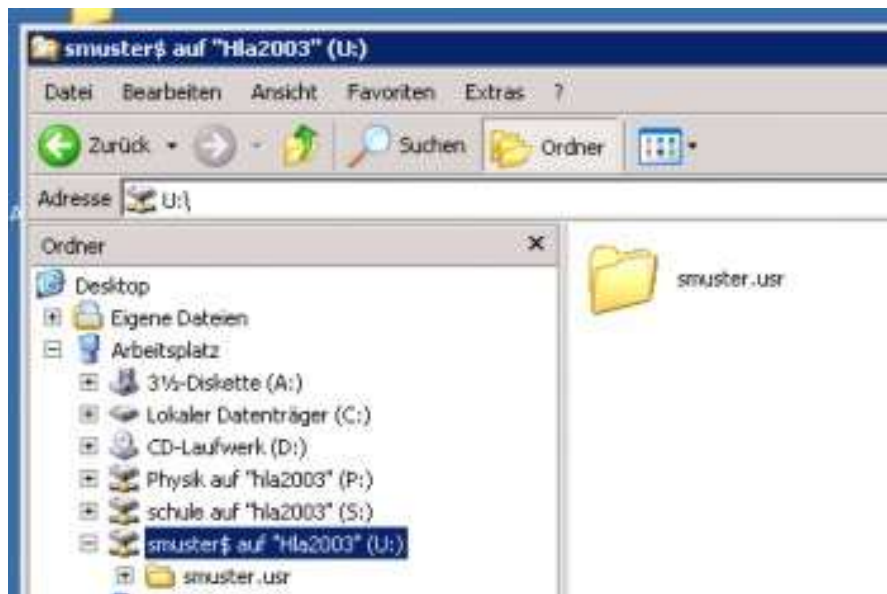 smuster$ auf "Hla2003" (U:)
Datei Bearbeiten Ansicht Favoriten Extras ?
Zurück Suchen Ordner
Adresse U:\
Ordner
Desktop
Eigene Dateien
Arbeitsplatz
3½-Diskette (A:)
Lokaler Datenträger (C:)
CD-Laufwerk (D:)
Physik auf "hla2003" (P:)
schule auf "hla2003" (S:)
smuster$ auf "Hla2003" (U:)
smuster.usr
smuster.usr